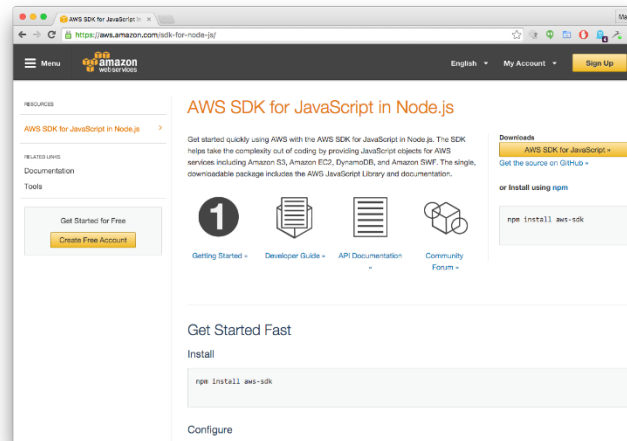 AWS SDK for JavaScript in
https://aws.amazon.com/sdk-for-node-js/
Menu
amazon
webservices
English
My Account
Sign Up
RESOURCES
AWS SDK for JavaScript in Node.js
RELATED LINKS
Documentation
Tools
Get Started for Free
Create Free Account
AWS SDK for JavaScript in Node.js
Get started quickly using AWS with the AWS SDK for JavaScript in Node.js. The SDK
helps take the complexity out of coding by providing JavaScript objects for AWS
services including Amazon S3, Amazon EC2, DynamoDB, and Amazon SWF. The single,
downloadable package includes the AWS JavaScript Library and documentation.
1
Getting Started »
Developer Guide »
API Documentation
»
Community
Forum »
Downloads
AWS SDK for JavaScript »
Get the source on GitHub »
or Install using npm
npm install aws-sdk
Get Started Fast
Install
npm install aws-sdk
Configure